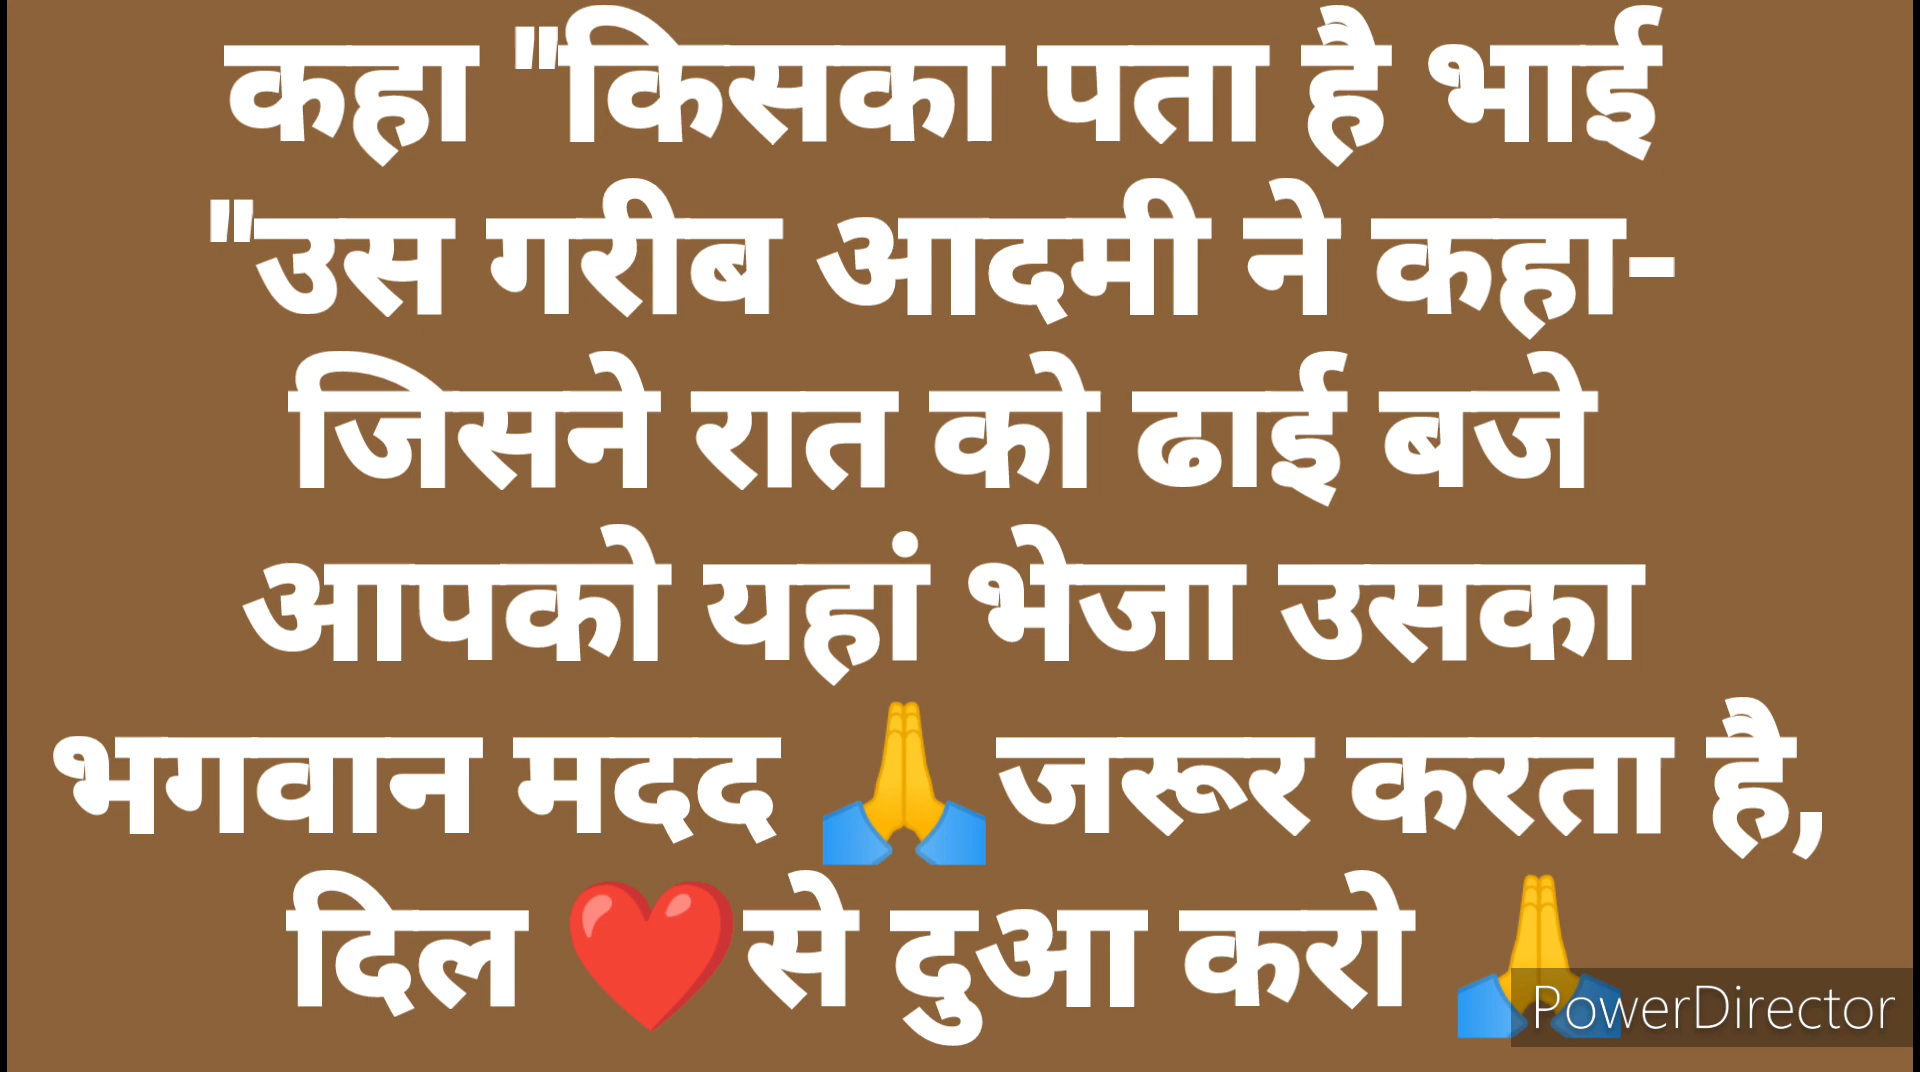 कहा "किसका पता है भाई
"उस गरीब आदमी ने कहा-
जिसने रात को ढाई बजे
आपको यहां भेजा उसका
भगवान मदद 🙏जरूर करता है,
दिल ❤️से दुआ करो 🙏
PowerDirector